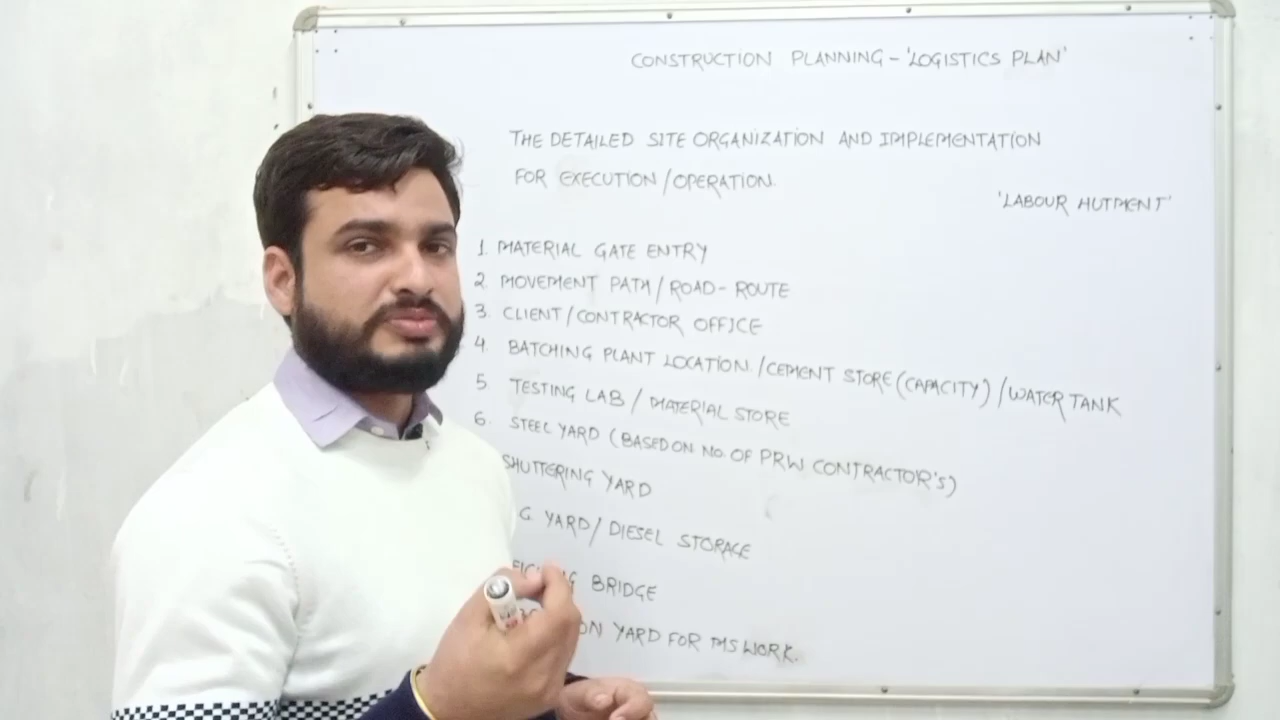 CONSTRUCTION PLANNING - 'LOGISTICS PLAN'
THE DETAILED SITE ORGANIZATION AND IMPLEMENTATION
FOR EXECUTION/OPERATION.
'LABOUR HUTMENT'
1. MATERIAL GATE ENTRY
2. MOVEMENT PATH/ROAD-ROUTE
3. CLIENT/CONTRACTOR OFFICE
4. BATCHING PLANT LOCATION./CEMENT STORE(CAPACITY)/WATER TANK
5. TESTING LAB/MATERIAL STORE
6. STEEL YARD (BASED ON NO. OF PRW CONTRACTOR'S)
SHUTTERING YARD
G. YARD/DIESEL STORAGE
BRIDGE
YARD FOR MS WORK.